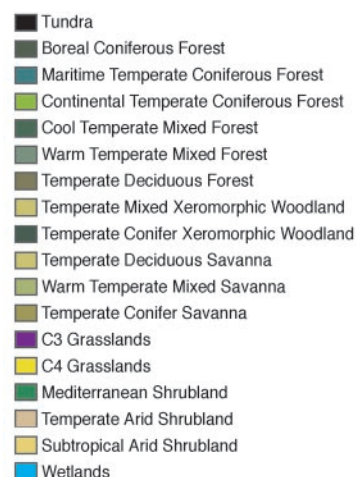 Tundra
Boreal Coniferous Forest
Maritime Temperate Coniferous Forest
Continental Temperate Coniferous Forest
Cool Temperate Mixed Forest
Warm Temperate Mixed Forest
Temperate Deciduous Forest
Temperate Mixed Xeromorphic Woodland
Temperate Conifer Xeromorphic Woodland
Temperate Deciduous Savanna
Warm Temperate Mixed Savanna
Temperate Conifer Savanna
C3 Grasslands
C4 Grasslands
Mediterranean Shrubland
Temperate Arid Shrubland
Subtropical Arid Shrubland
Wetlands